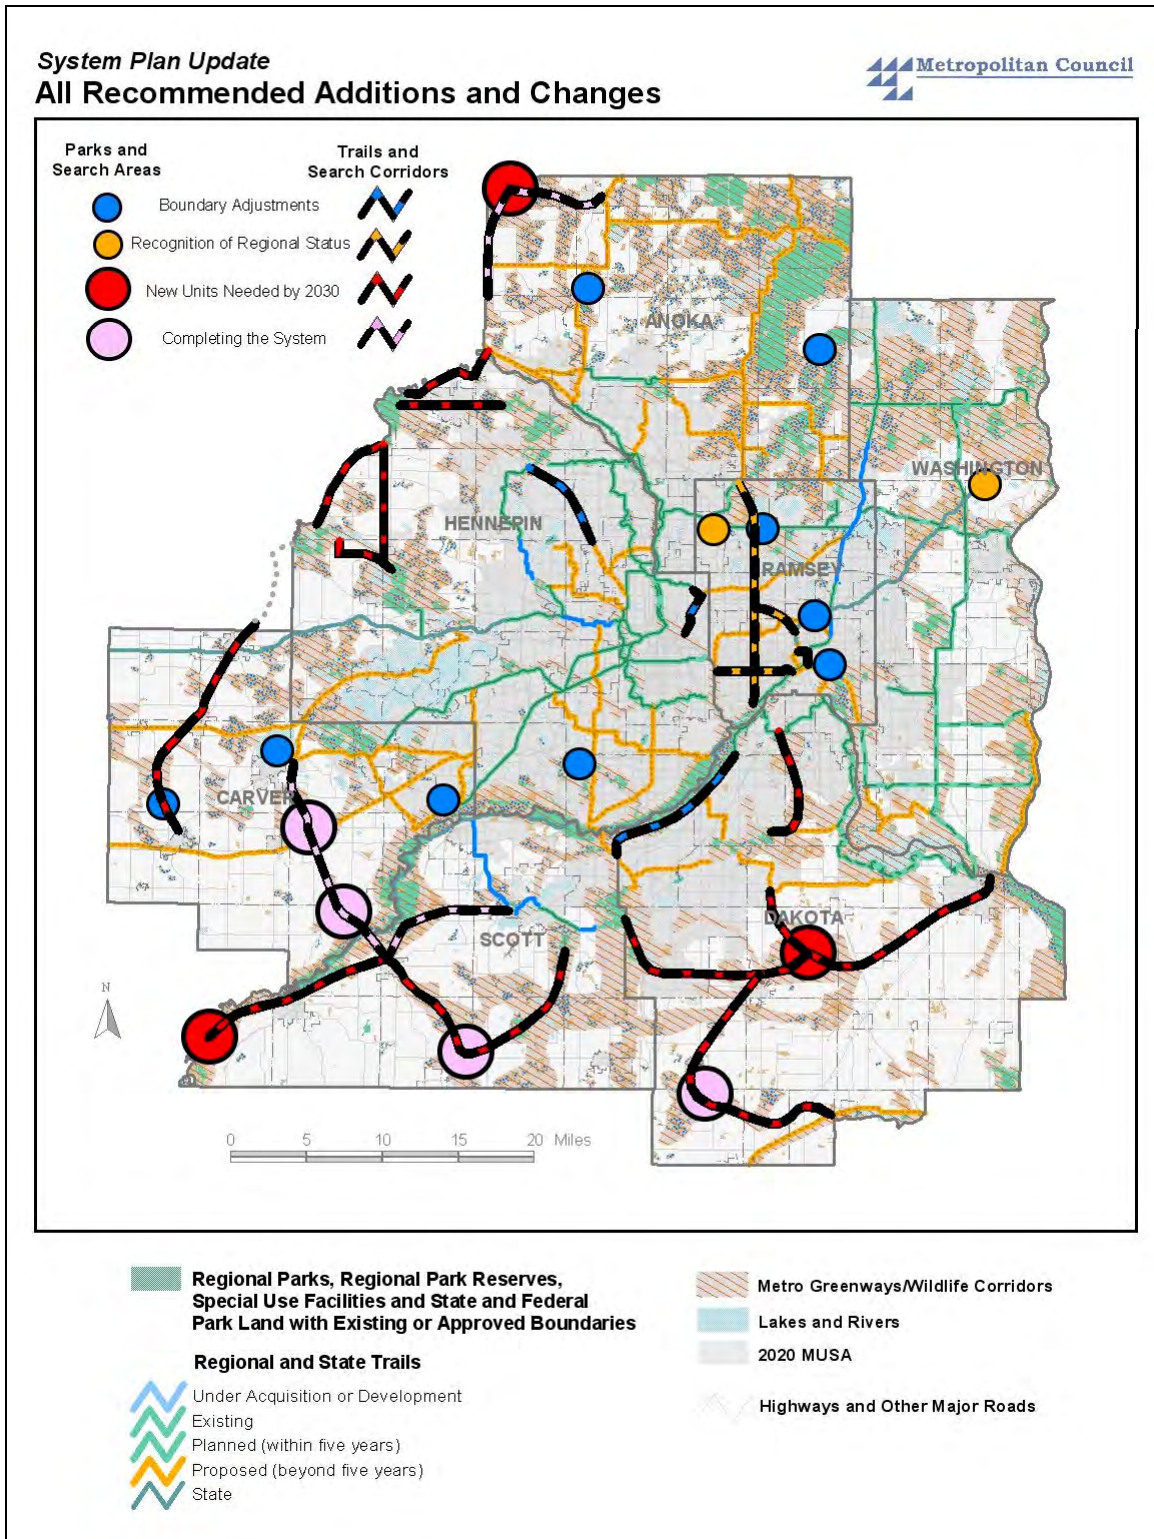 System Plan Update
All Recommended Additions and Changes
Metropolitan Council
Parks and
Search Areas
Trails and
Search Corridors
Boundary Adjustments
Recognition of Regional Status
New Units Needed by 2030
Completing the System
ANOKA
WASHINGTON
HENNEPIN
RAMSEY
CARVER
DAKOTA
SCOTT
N
0 5 10 15 20 Miles
Regional Parks, Regional Park Reserves,
Special Use Facilities and State and Federal
Park Land with Existing or Approved Boundaries
Regional and State Trails
Under Acquisition or Development
Existing
Planned (within five years)
Proposed (beyond five years)
State
Metro Greenways/Wildlife Corridors
Lakes and Rivers
2020 MUSA
Highways and Other Major Roads